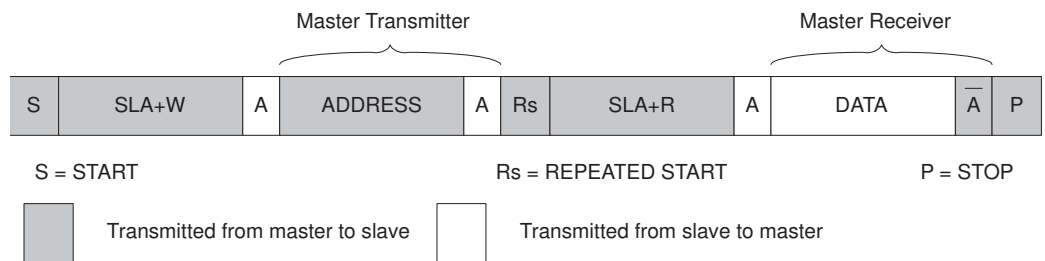 Master Transmitter Master Receiver
S SLA+W A ADDRESS A Rs SLA+R A DATA A̅ P
S = START Rs = REPEATED START P = STOP
Transmitted from master to slave Transmitted from slave to master